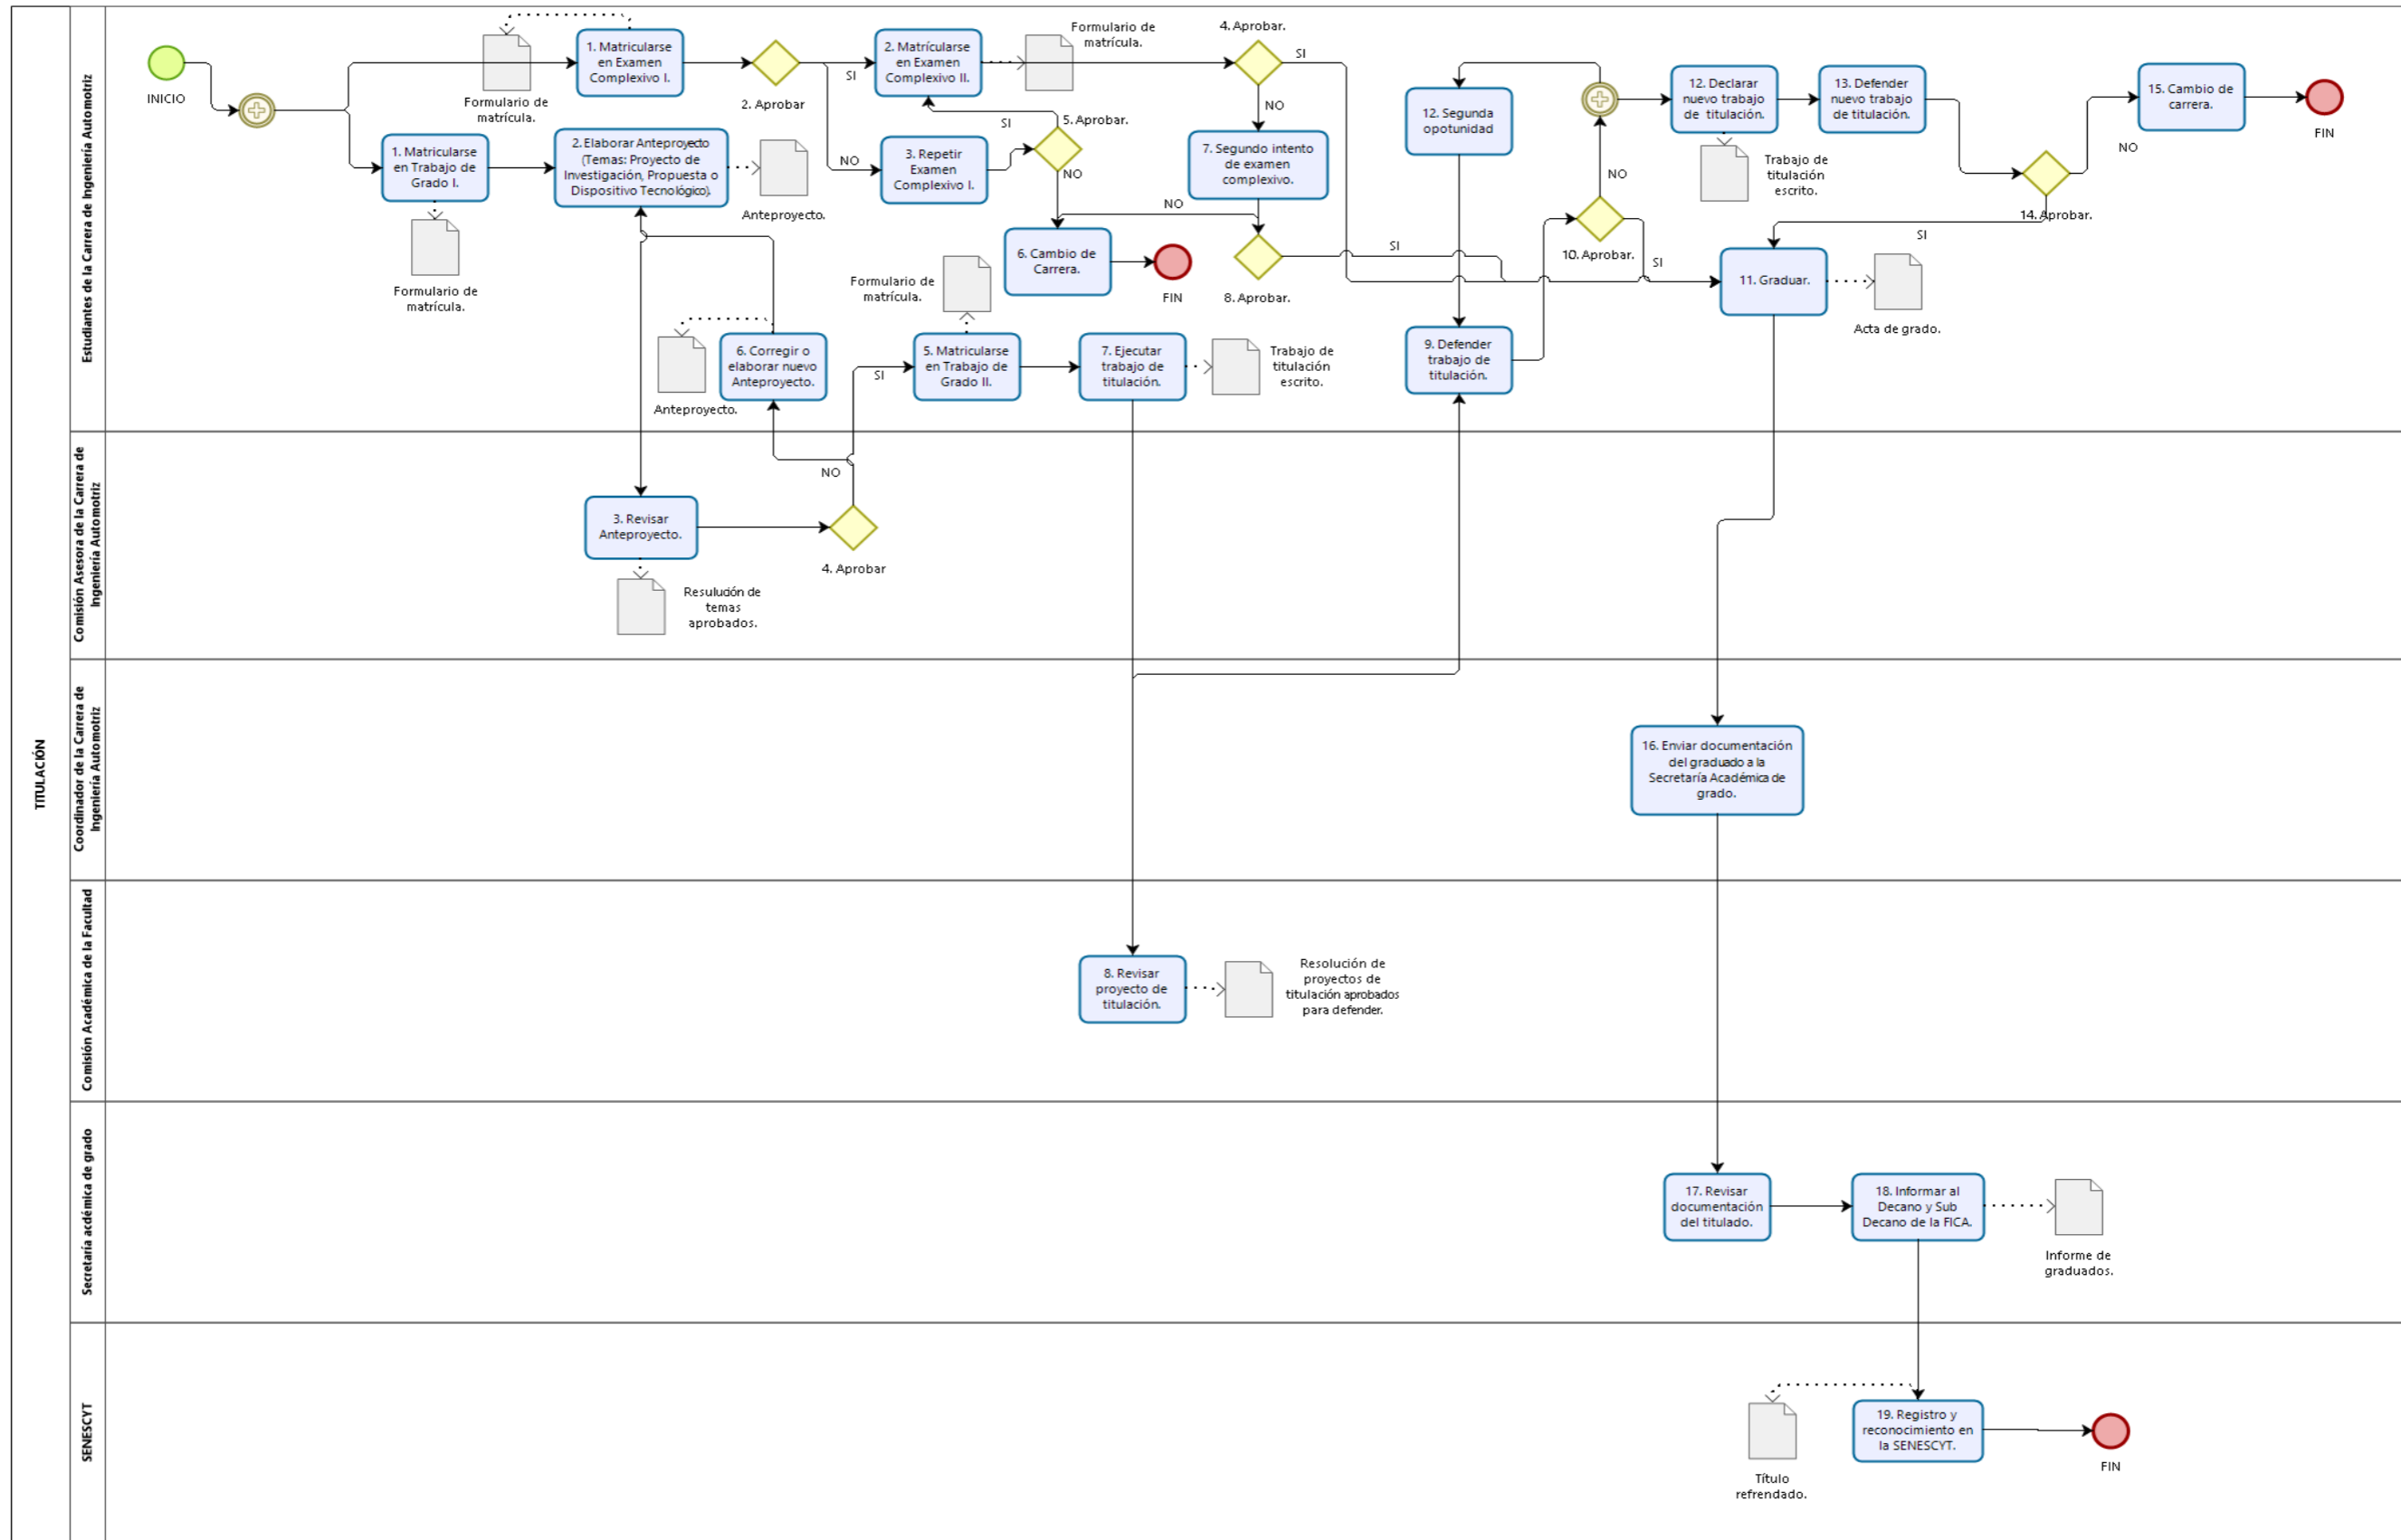 TITULACIÓN
Estudiantes de la Carrera de Ingeniería Automotriz
INICIO
Formulario de
matrícula.
1. Matricularse
en Examen
Complexivo I.
2. Aprobar
SI
NO
2. Matrícularse
en Examen
Complexivo II.
Formulario de
matrícula.
4. Aprobar.
SI
NO
1. Matricularse
en Trabajo de
Grado I.
Formulario de
matrícula.
2. Elaborar Anteproyecto
(Temas: Proyecto de
Investigación, Propuesta o
Dispositivo Tecnológico).
Anteproyecto.
3. Repetir
Examen
Complexivo I.
5. Aprobar.
SI
NO
NO
7. Segundo intento
de examen
complexivo.
6. Cambio de
Carrera.
FIN
8. Aprobar.
SI
12. Segunda
opotunidad
NO
10. Aprobar.
SI
12. Declarar
nuevo trabajo
de titulación.
Trabajo de
titulación
escrito.
13. Defender
nuevo trabajo
de titulación.
14. Aprobar.
NO
SI
15. Cambio de
carrera.
FIN
11. Graduar.
Acta de grado.
Anteproyecto.
6. Corregir o
elaborar nuevo
Anteproyecto.
SI
Formulario de
matrícula.
5. Matricularse
en Trabajo de
Grado II.
7. Ejecutar
trabajo de
titulación.
Trabajo de
titulación
escrito.
9. Defender
trabajo de
titulación.
Comisión Asesora de la Carrera de
Ingeniería Automotriz
NO
3. Revisar
Anteproyecto.
4. Aprobar
Resulución de
temas
aprobados.
Coordinador de la Carrera de
Ingeniería Automotriz
16. Enviar documentación
del graduado a la
Secretaría Académica de
grado.
Comisión Académica de la Facultad
8. Revisar
proyecto de
titulación.
Resolución de
proyectos de
titulación aprobados
para defender.
Secretaría acdémica de grado
17. Revisar
documentación
del titulado.
18. Informar al
Decano y Sub
Decano de la FICA.
Informe de
graduados.
SENESCYT
Título
refrendado.
19. Registro y
reconocimiento en
la SENESCYT.
FIN